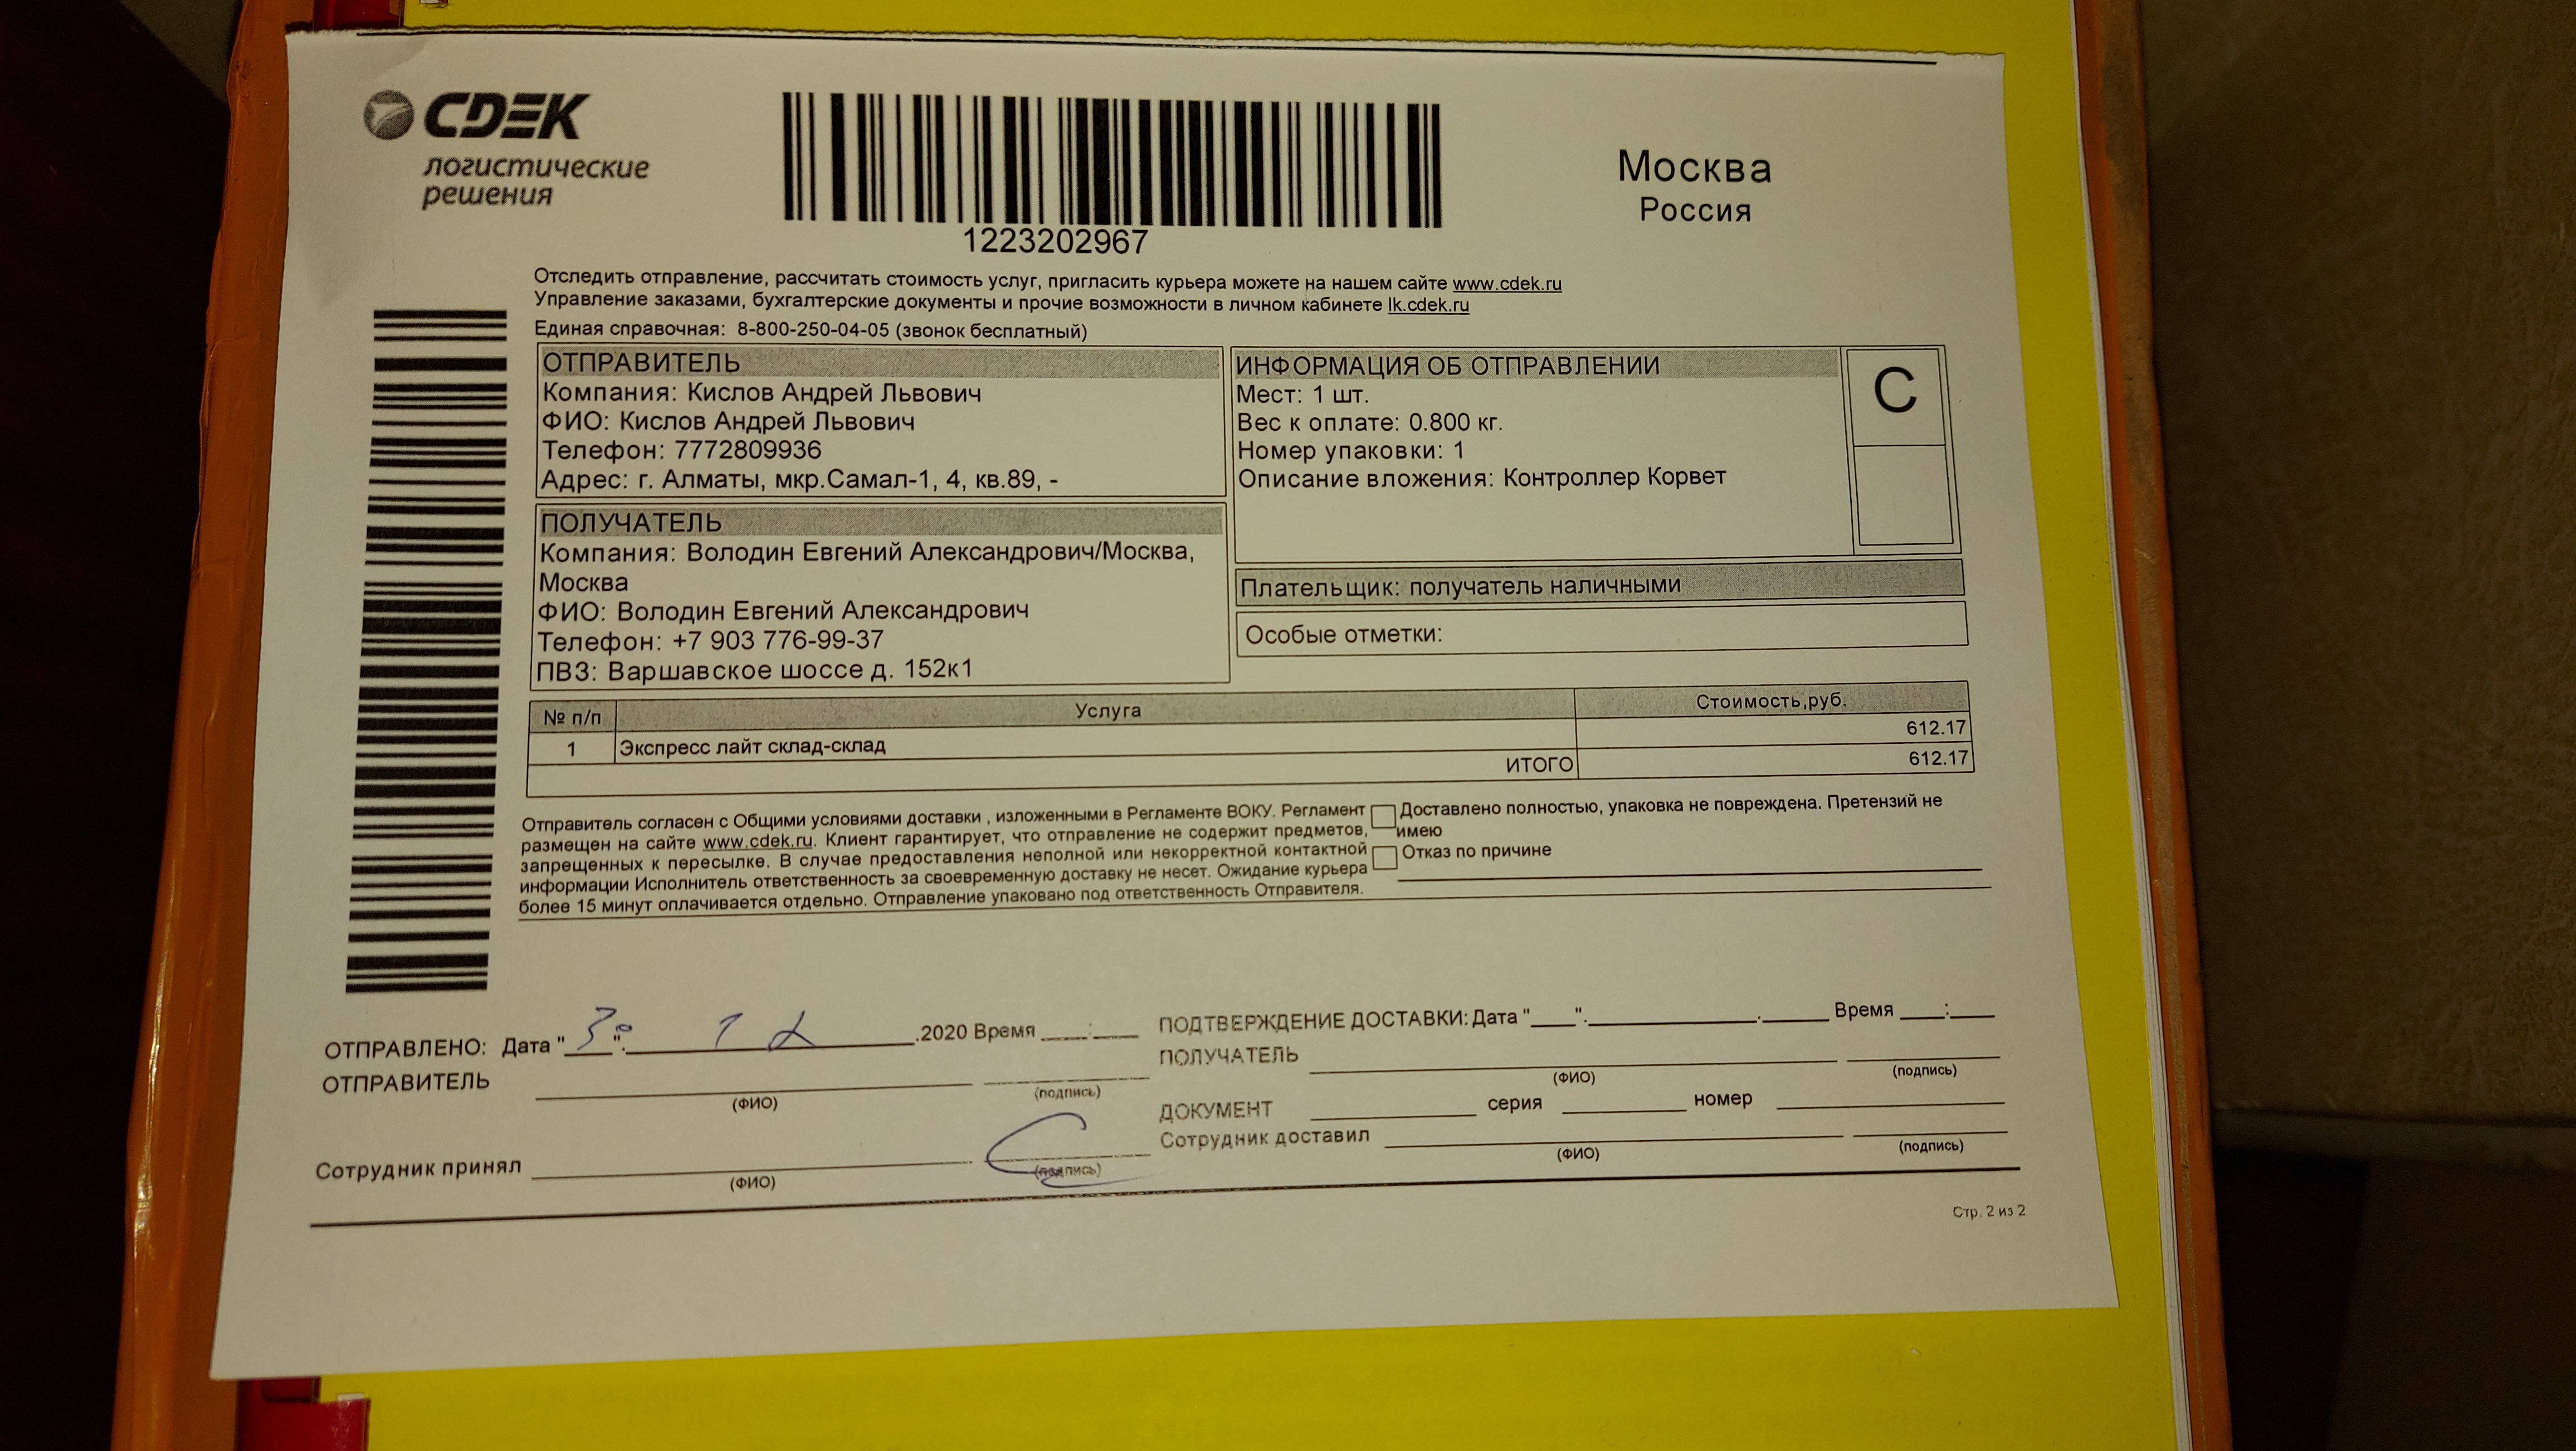 CDEK
логистические
решения
1223202967
Москва
Россия
Отследить отправление, рассчитать стоимость услуг, пригласить курьера можете на нашем сайте www.cdek.ru
Управление заказами, бухгалтерские документы и прочие возможности в личном кабинете lk.cdek.ru
Единая справочная: 8-800-250-04-05 (звонок бесплатный)
ОТПРАВИТЕЛЬ
Компания: Кислов Андрей Львович
ФИО: Кислов Андрей Львович
Телефон: 7772809936
Адрес: г. Алматы, мкр.Самал-1, 4, кв.89, -
ПОЛУЧАТЕЛЬ
Компания: Володин Евгений Александрович/Москва,
Москва
ФИО: Володин Евгений Александрович
Телефон: +7 903 776-99-37
ПВЗ: Варшавское шоссе д. 152к1
ИНФОРМАЦИЯ ОБ ОТПРАВЛЕНИИ
Мест: 1 шт.
Вес к оплате: 0.800 кг.
Номер упаковки: 1
Описание вложения: Контроллер Корвет
С
Плательщик: получатель наличными
Особые отметки:
№ п/п Услуга Стоимость,руб.
1 Экспресс лайт склад-склад 612.17
ИТОГО 612.17
Отправитель согласен с Общими условиями доставки , изложенными в Регламенте ВОКУ. Регламент
размещен на сайте www.cdek.ru. Клиент гарантирует, что отправление не содержит предметов,
запрещенных к пересылке. В случае предоставления неполной или некорректной контактной
информации Исполнитель ответственность за своевременную доставку не несет. Ожидание курьера
более 15 минут оплачивается отдельно. Отправление упаковано под ответственность Отправителя.
Доставлено полностью, упаковка не повреждена. Претензий не
имею
Отказ по причине
ОТПРАВЛЕНО: Дата "30". 12 .2020 Время ___:___
ОТПРАВИТЕЛЬ
(ФИО) (подпись)
Сотрудник принял
(ФИО) (подпись)
ПОДТВЕРЖДЕНИЕ ДОСТАВКИ: Дата "___".____________.____ Время ___:___
ПОЛУЧАТЕЛЬ
(ФИО) (подпись)
ДОКУМЕНТ серия номер
Сотрудник доставил
(ФИО) (подпись)
Стр. 2 из 2